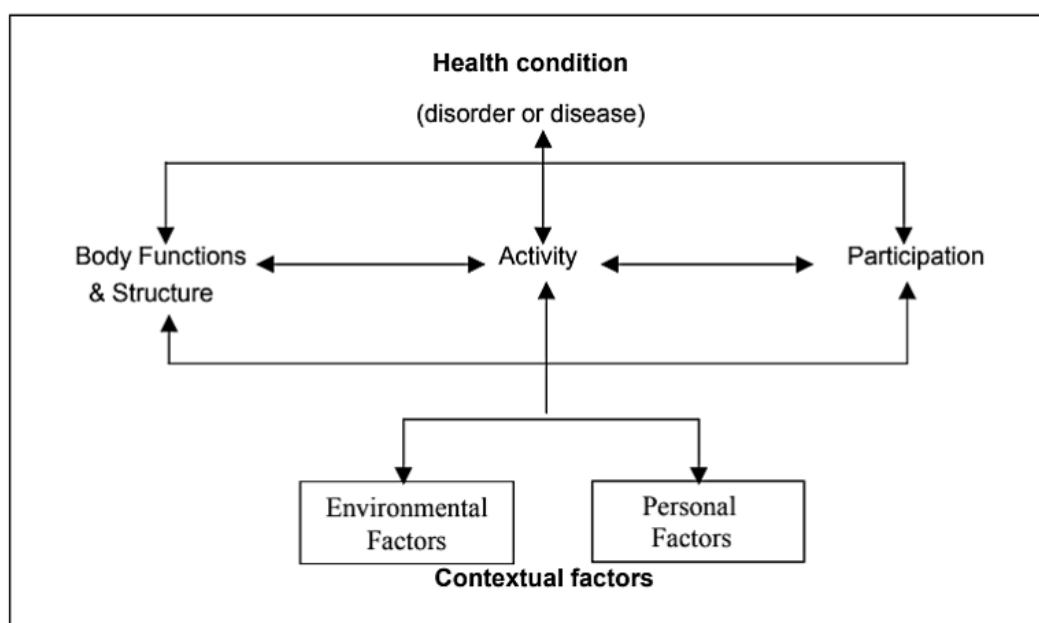 Health condition
(disorder or disease)
Body Functions
& Structure
Activity
Participation
Environmental
Factors
Personal
Factors
Contextual factors